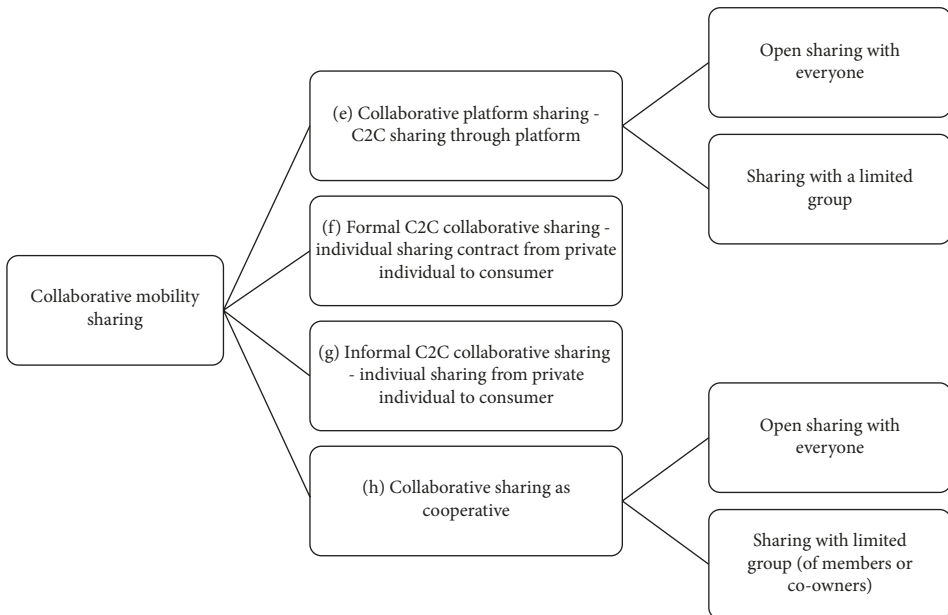 Collaborative mobility
sharing
(e) Collaborative platform sharing -
C2C sharing through platform
Open sharing with
everyone
Sharing with a limited
group
(f) Formal C2C collaborative sharing -
individual sharing contract from private
individual to consumer
(g) Informal C2C collaborative sharing
- indiviual sharing from private
individual to consumer
(h) Collaborative sharing as
cooperative
Open sharing with
everyone
Sharing with limited
group (of members or
co-owners)